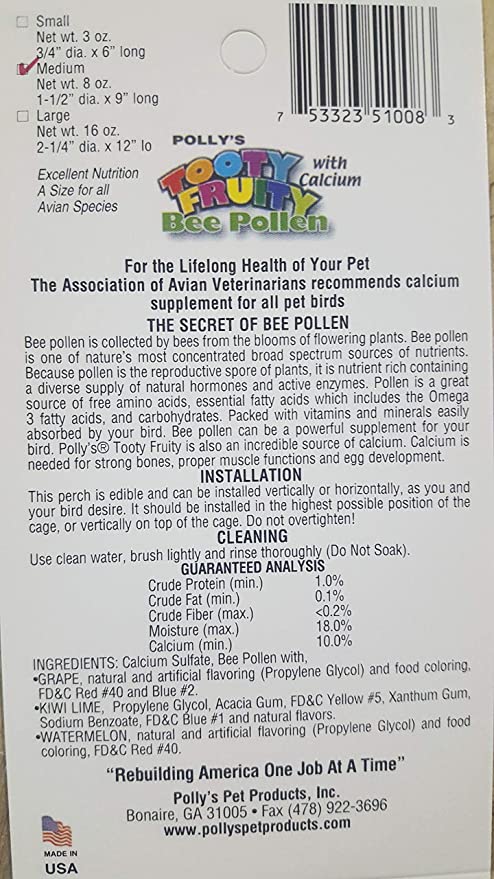 Small
Net wt. 3 oz.
3/4" dia. x 6" long
Medium
Net wt. 8 oz.
1-1/2" dia. x 9" long
Large
Net wt. 16 oz.
2-1/4" dia. x 12" lo
Excellent Nutrition
A Size for all
Avian Species
7 53323 51008 3
POLLY'S
TOOTY
FRUITY
Bee Pollen
with
Calcium
For the Lifelong Health of Your Pet
The Association of Avian Veterinarians recommends calcium
supplement for all pet birds
THE SECRET OF BEE POLLEN
Bee pollen is collected by bees from the blooms of flowering plants. Bee pollen
is one of nature's most concentrated broad spectrum sources of nutrients.
Because pollen is the reproductive spore of plants, it is nutrient rich containing
a diverse supply of natural hormones and active enzymes. Pollen is a great
source of free amino acids, essential fatty acids which includes the Omega
3 fatty acids, and carbohydrates. Packed with vitamins and minerals easily
absorbed by your bird. Bee pollen can be a powerful supplement for your
bird. Polly's® Tooty Fruity is also an incredible source of calcium. Calcium is
needed for strong bones, proper muscle functions and egg development.
INSTALLATION
This perch is edible and can be installed vertically or horizontally, as you and
your bird desire. It should be installed in the highest possible position of the
cage, or vertically on top of the cage. Do not overtighten!
CLEANING
Use clean water, brush lightly and rinse thoroughly (Do Not Soak).
GUARANTEED ANALYSIS
Crude Protein (min.) 1.0%
Crude Fat (min.) 0.1%
Crude Fiber (max.) <0.2%
Moisture (max.) 18.0%
Calcium (min.) 10.0%
INGREDIENTS: Calcium Sulfate, Bee Pollen with,
•GRAPE, natural and artificial flavoring (Propylene Glycol) and food coloring,
FD&C Red #40 and Blue #2.
•KIWI LIME, Propylene Glycol, Acacia Gum, FD&C Yellow #5, Xanthum Gum,
Sodium Benzoate, FD&C Blue #1 and natural flavors.
•WATERMELON, natural and artificial flavoring (Propylene Glycol) and food
coloring, FD&C Red #40.
"Rebuilding America One Job At A Time"
Polly's Pet Products, Inc.
Bonaire, GA 31005 • Fax (478) 922-3696
www.pollyspetproducts.com
MADE IN
USA